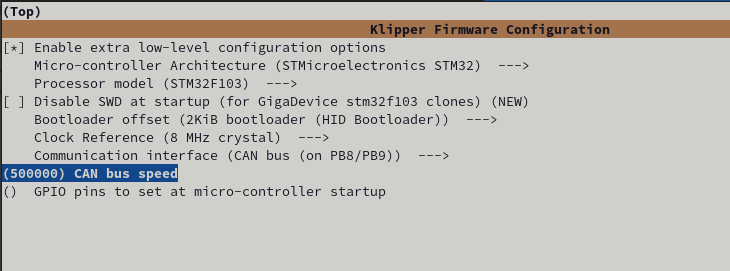 (Top)
Klipper Firmware Configuration
[*] Enable extra low-level configuration options
Micro-controller Architecture (STMicroelectronics STM32) --->
Processor model (STM32F103) --->
[ ] Disable SWD at startup (for GigaDevice stm32f103 clones) (NEW)
Bootloader offset (2KiB bootloader (HID Bootloader)) --->
Clock Reference (8 MHz crystal) --->
Communication interface (CAN bus (on PB8/PB9)) --->
(500000) CAN bus speed
() GPIO pins to set at micro-controller startup